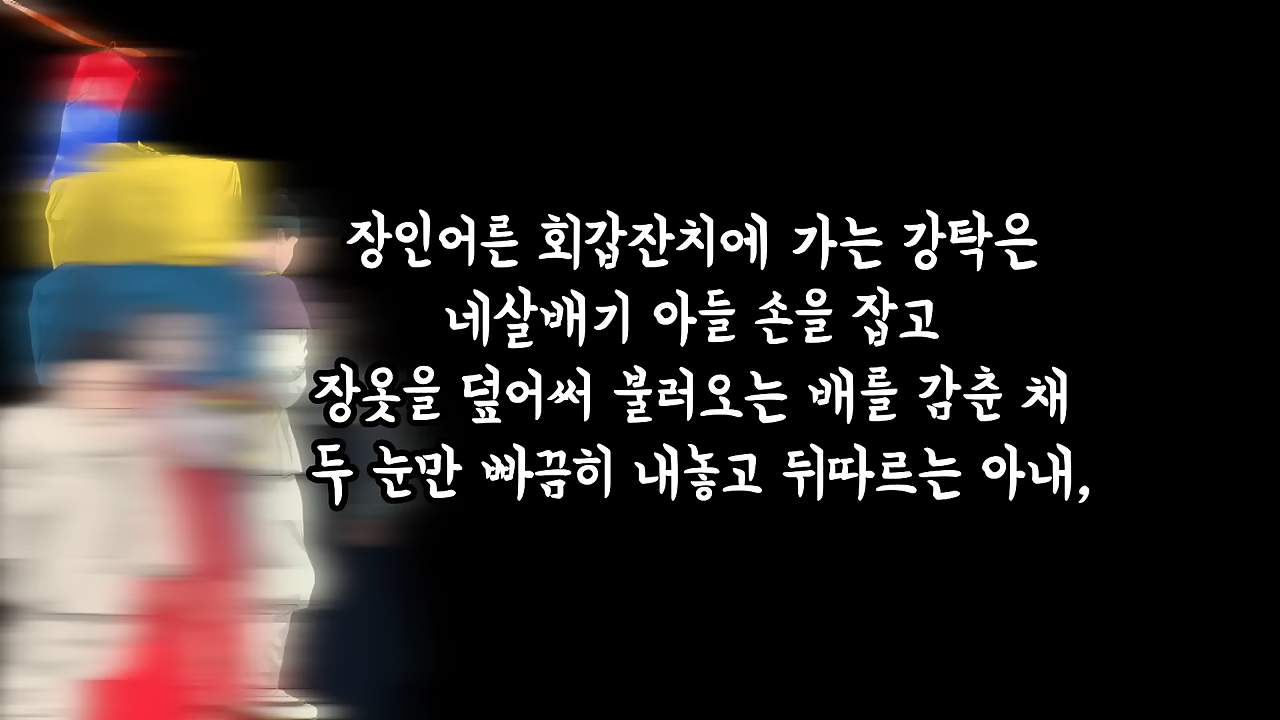 장인어른 회갑잔치에 가는 강탁은
네살배기 아들 손을 잡고
장옷을 덮어써 불러오는 배를 감춘 채
두 눈만 빠끔히 내놓고 뒤따르는 아내,